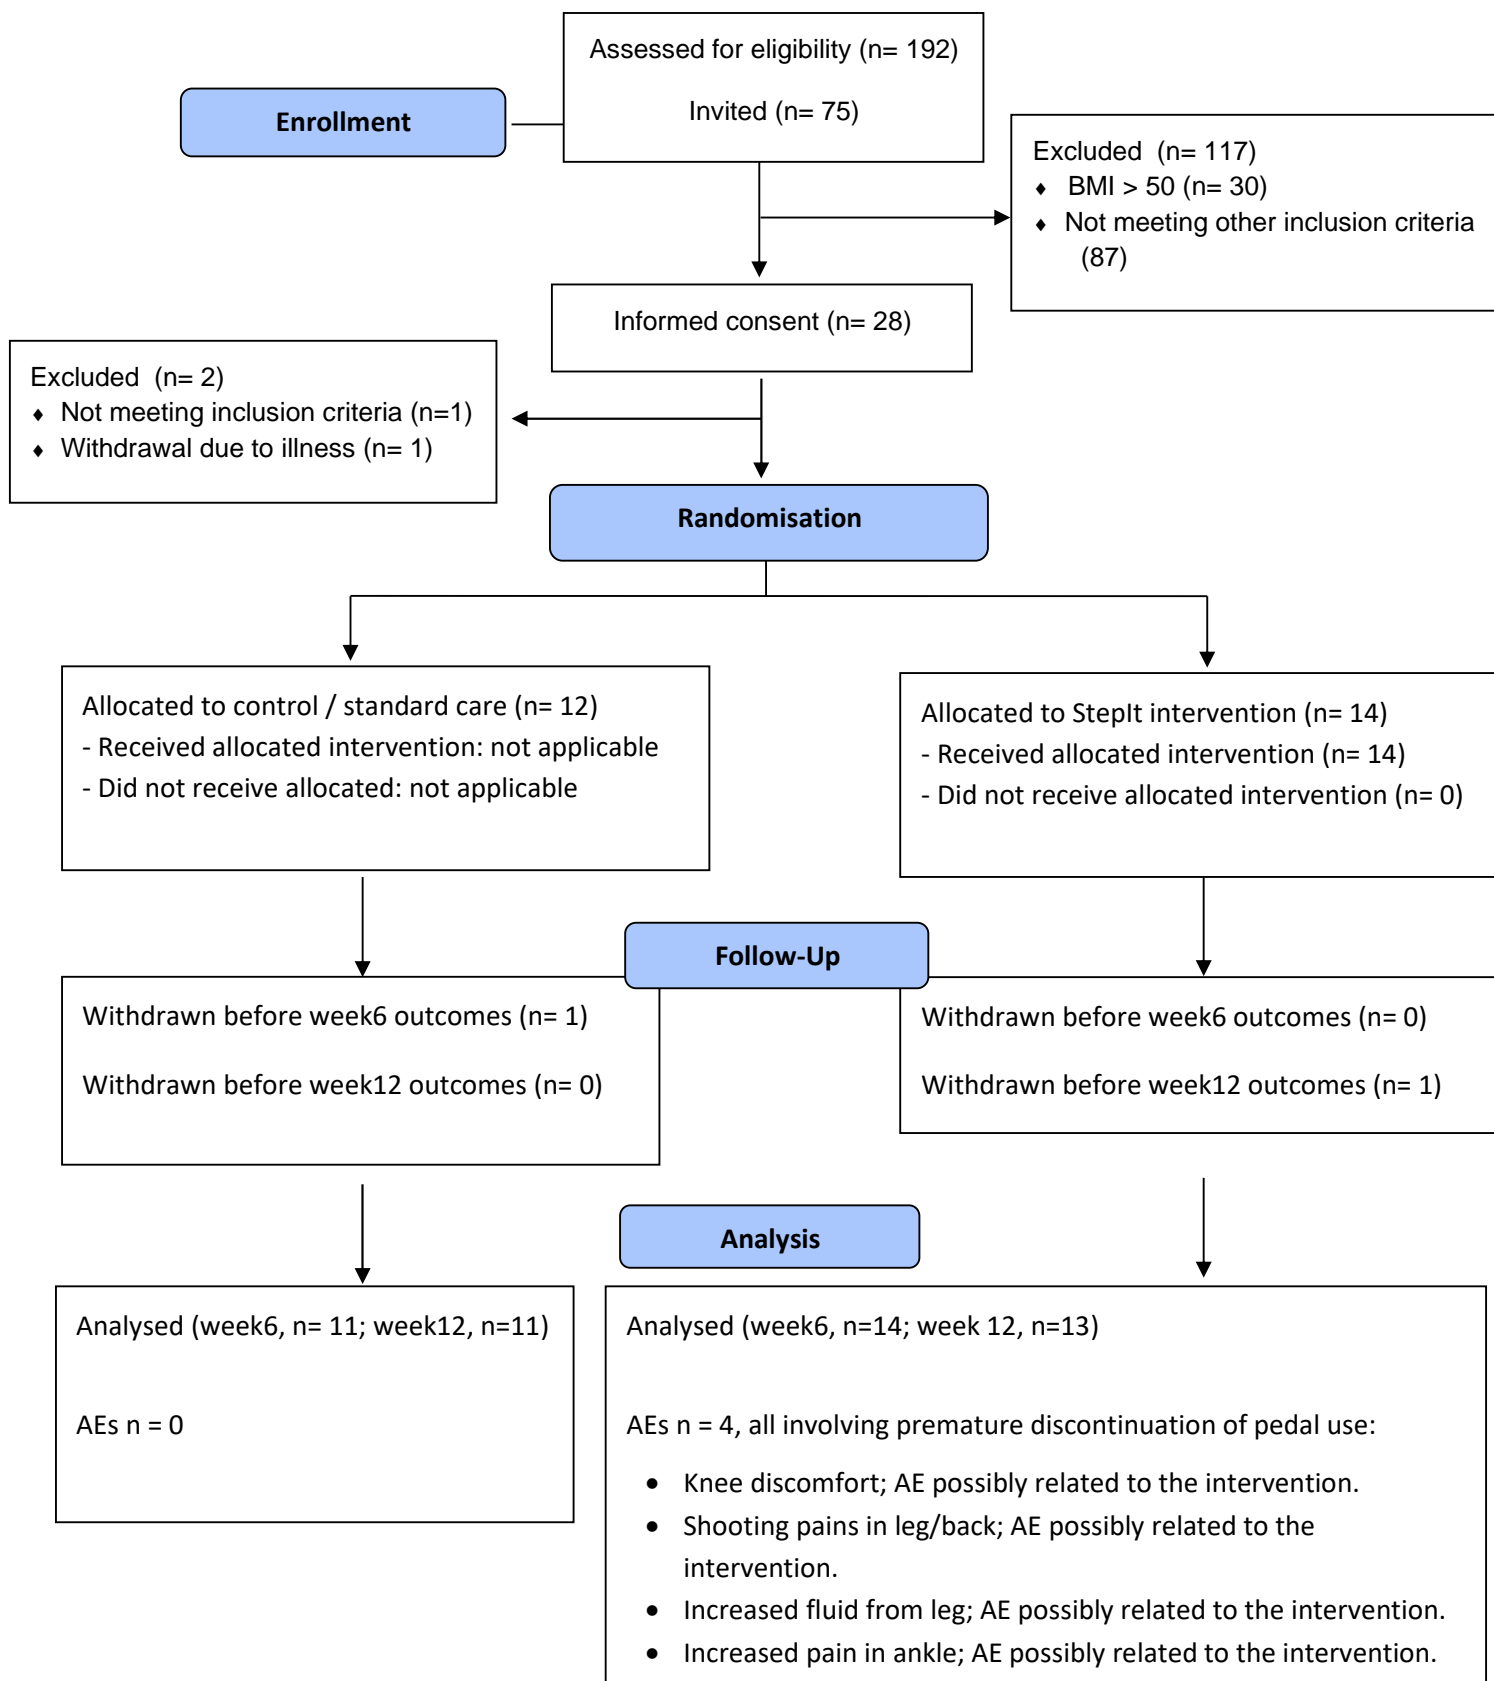 Assessed for eligibility (n= 192)
Invited (n= 75)
Enrollment
Excluded  (n= 117)
♦ BMI > 50 (n= 30)
♦ Not meeting other inclusion criteria
(87)
Informed consent (n= 28)
Excluded  (n= 2)
♦ Not meeting inclusion criteria (n=1)
♦ Withdrawal due to illness (n= 1)
Randomisation
Allocated to control / standard care (n= 12)
- Received allocated intervention: not applicable
- Did not receive allocated: not applicable
Allocated to StepIt intervention (n= 14)
- Received allocated intervention (n= 14)
- Did not receive allocated intervention (n= 0)
Follow-Up
Withdrawn before week6 outcomes (n= 1)
Withdrawn before week12 outcomes (n= 0)
Withdrawn before week6 outcomes (n= 0)
Withdrawn before week12 outcomes (n= 1)
Analysis
Analysed (week6, n= 11; week12, n=11)
AEs n = 0
Analysed (week6, n=14; week 12, n=13)
AEs n = 4, all involving premature discontinuation of pedal use:
• Knee discomfort; AE possibly related to the intervention.
• Shooting pains in leg/back; AE possibly related to the
intervention.
• Increased fluid from leg; AE possibly related to the intervention.
• Increased pain in ankle; AE possibly related to the intervention.